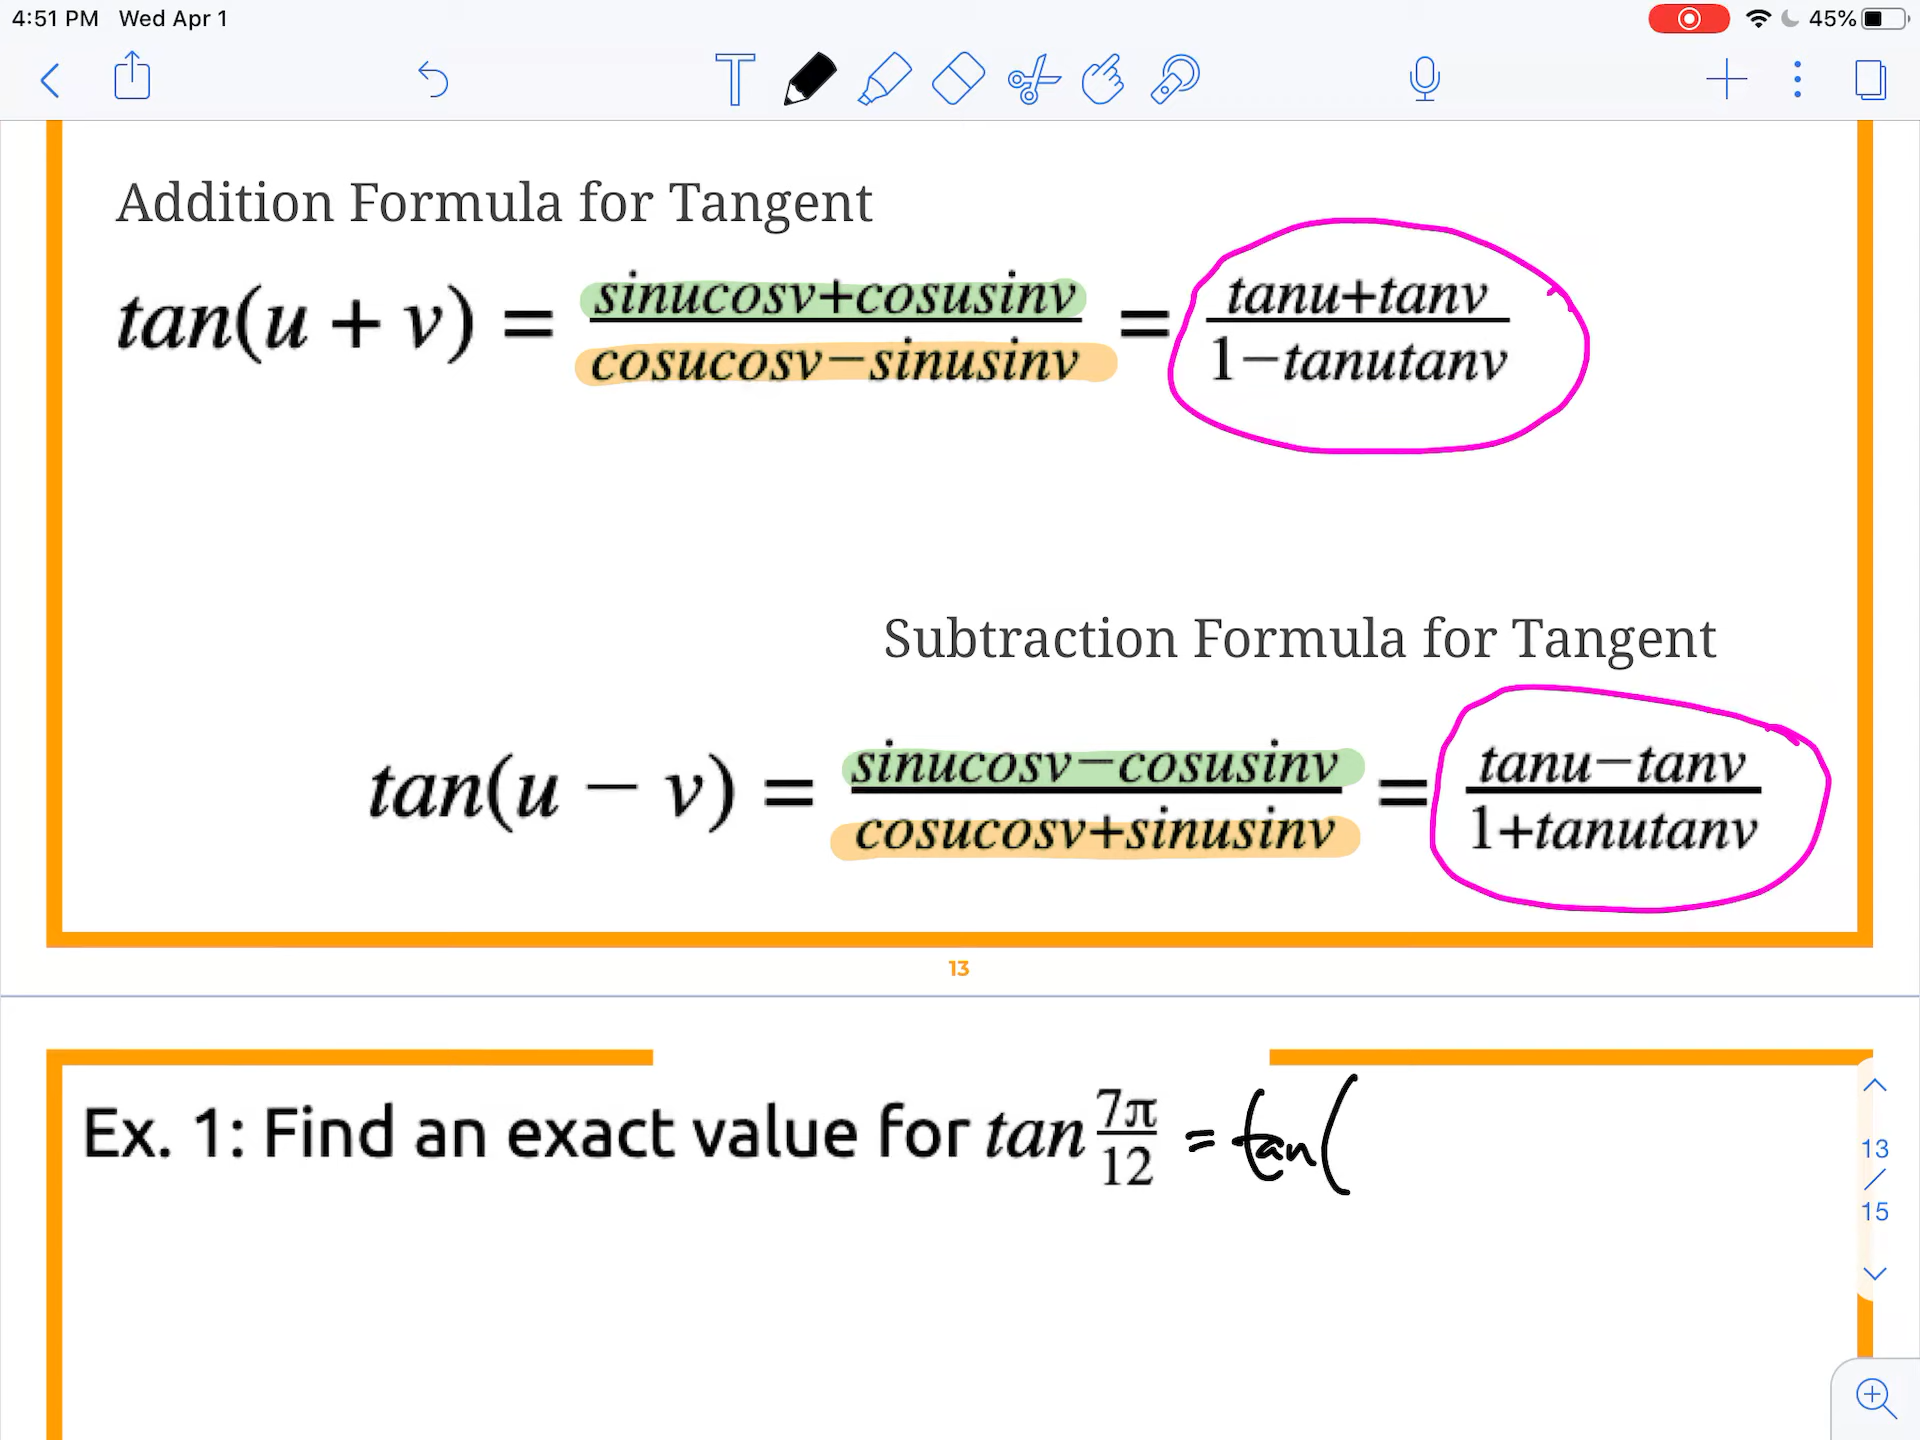 4:51 PM Wed Apr 1 45%
Addition Formula for Tangent
tan(u + v) = sinucosv+cosusinv / cosucosv−sinusinv = tanu+tanv / 1−tanutanv
Subtraction Formula for Tangent
tan(u − v) = sinucosv−cosusinv / cosucosv+sinusinv = tanu−tanv / 1+tanutanv
13
Ex. 1: Find an exact value for tan 7π/12 = tan(
13
/
15